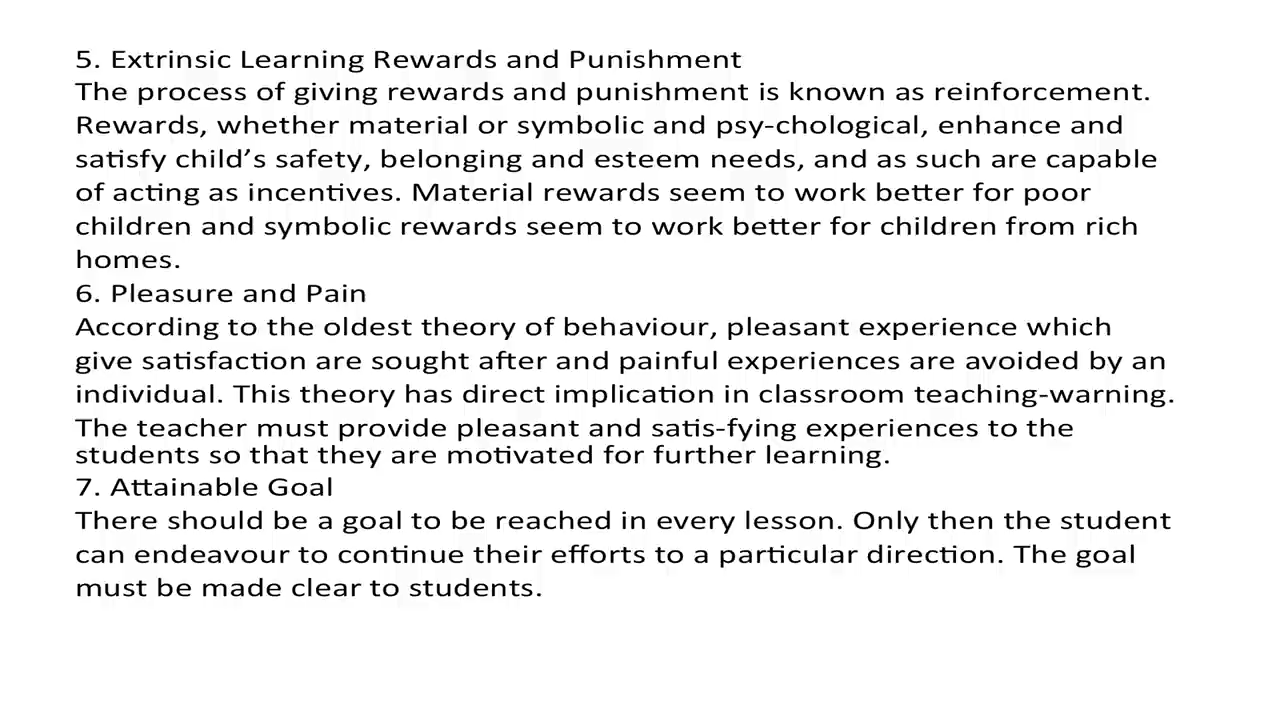 5. Extrinsic Learning Rewards and Punishment
The process of giving rewards and punishment is known as reinforcement.
Rewards, whether material or symbolic and psy-chological, enhance and
satisfy child’s safety, belonging and esteem needs, and as such are capable
of acting as incentives. Material rewards seem to work better for poor
children and symbolic rewards seem to work better for children from rich
homes.
6. Pleasure and Pain
According to the oldest theory of behaviour, pleasant experience which
give satisfaction are sought after and painful experiences are avoided by an
individual. This theory has direct implication in classroom teaching-warning.
The teacher must provide pleasant and satis-fying experiences to the
students so that they are motivated for further learning.
7. Attainable Goal
There should be a goal to be reached in every lesson. Only then the student
can endeavour to continue their efforts to a particular direction. The goal
must be made clear to students.